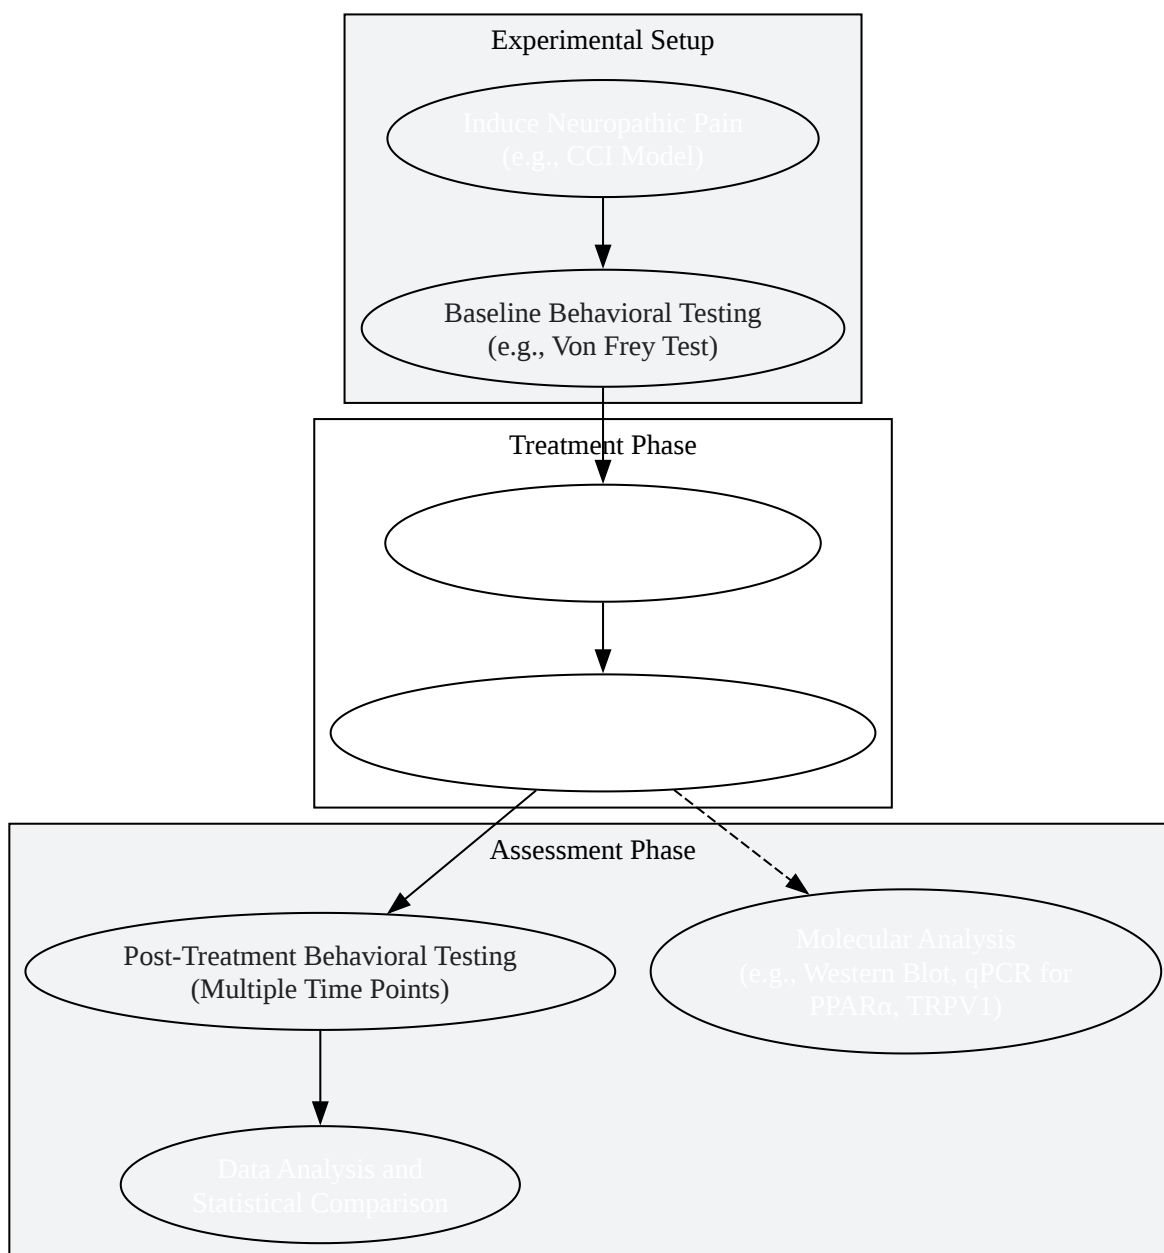 Experimental Setup
Induce Neuropathic Pain
(e.g., CCI Model)
Baseline Behavioral Testing
(e.g., Von Frey Test)
Treatment Phase
Assessment Phase
Post-Treatment Behavioral Testing
(Multiple Time Points)
Molecular Analysis
(e.g., Western Blot, qPCR for
PPARα, TRPV1)
Data Analysis and
Statistical Comparison